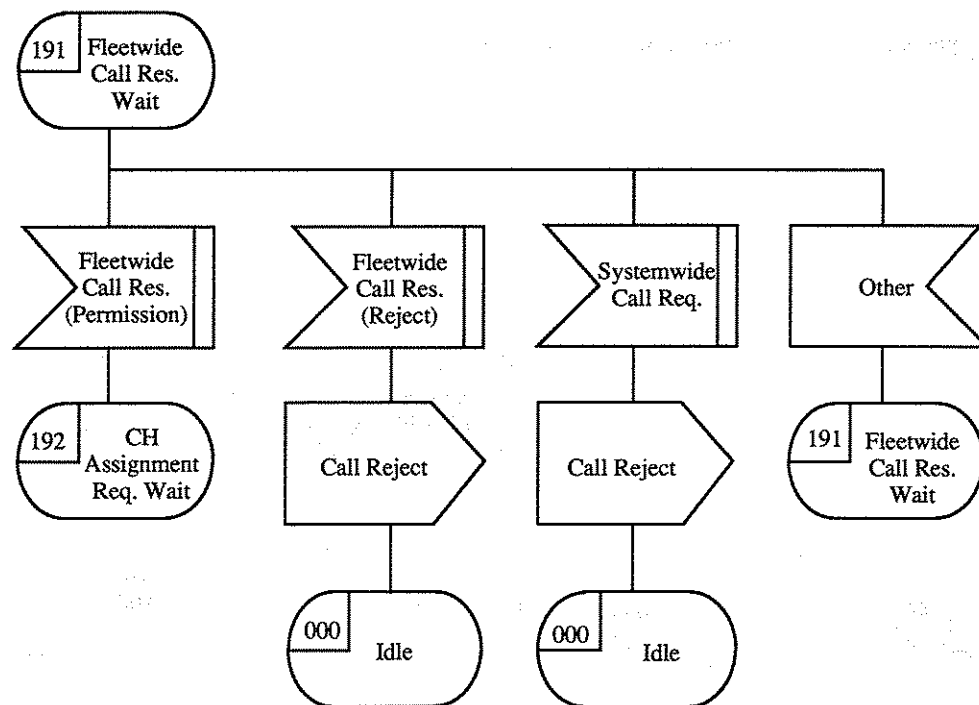 191
Fleetwide
Call Res.
Wait
Fleetwide
Call Res.
(Permission)
Fleetwide
Call Res.
(Reject)
Systemwide
Call Req.
Other
192
CH
Assignment
Req. Wait
Call Reject
Call Reject
191
Fleetwide
Call Res.
Wait
000
Idle
000
Idle